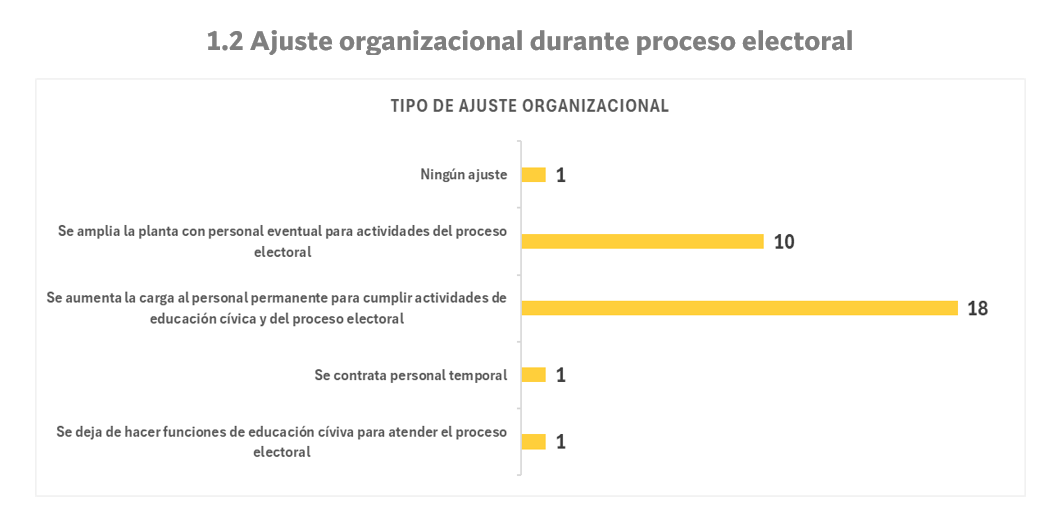 1.2 Ajuste organizacional durante proceso electoral
TIPO DE AJUSTE ORGANIZACIONAL
Ningún ajuste
1
Se amplia la planta con personal eventual para actividades del proceso
electoral
10
Se aumenta la carga al personal permanente para cumplir actividades de
educación cívica y del proceso electoral
18
Se contrata personal temporal
1
Se deja de hacer funciones de educación cíviva para atender el proceso
electoral
1